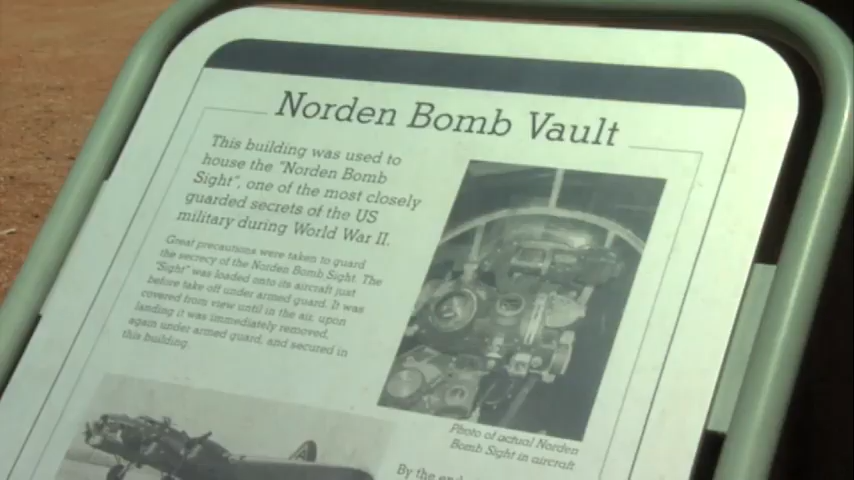 Norden Bomb Vault
This building was used to
house the "Norden Bomb
Sight", one of the most closely
guarded secrets of the US
military during World War II.
Great precautions were taken to guard
the secrecy of the Norden Bomb Sight. The
"Sight" was loaded onto its aircraft just
before take off under armed guard. It was
covered from view until in the air, upon
landing it was immediately removed,
again under armed guard, and secured in
this building.
Photo of actual Norden
Bomb Sight in aircraft
By the end